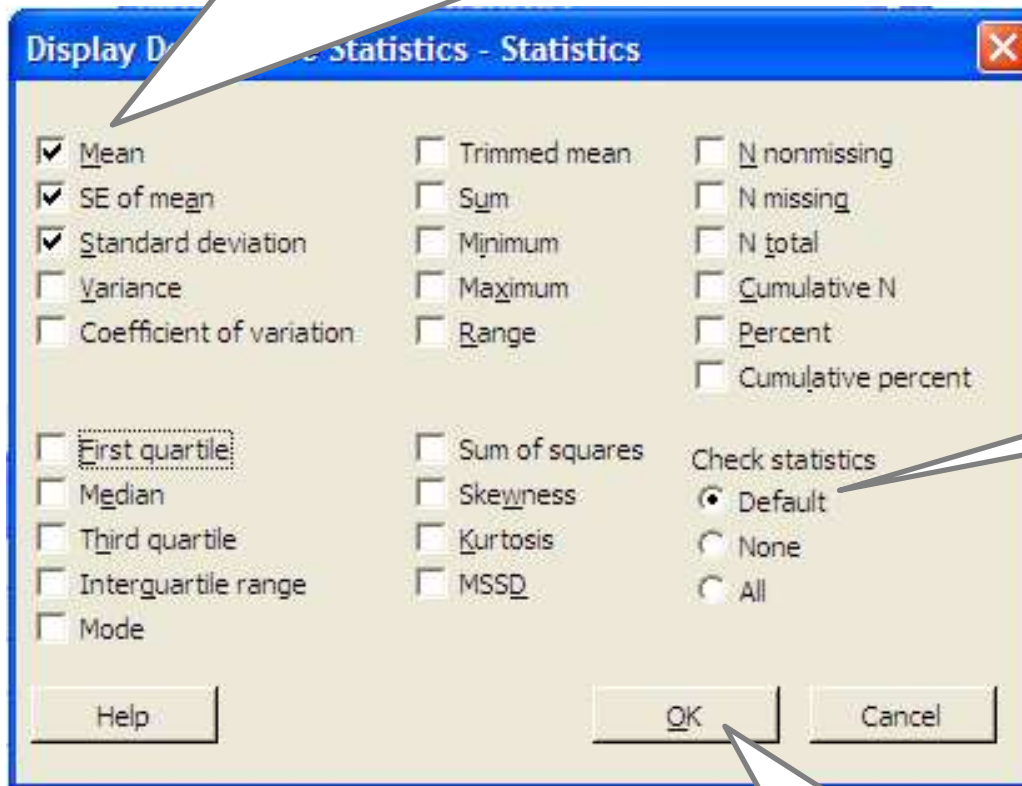 Display De e Statistics - Statistics
Mean
SE of mean
Standard deviation
Variance
Coefficient of variation
Trimmed mean
Sum
Minimum
Maximum
Range
N nonmissing
N missing
N total
Cumulative N
Percent
Cumulative percent
First quartile
Median
Third quartile
Interquartile range
Mode
Sum of squares
Skewness
Kurtosis
MSSD
Check statistics
Default
None
All
Help
OK
Cancel